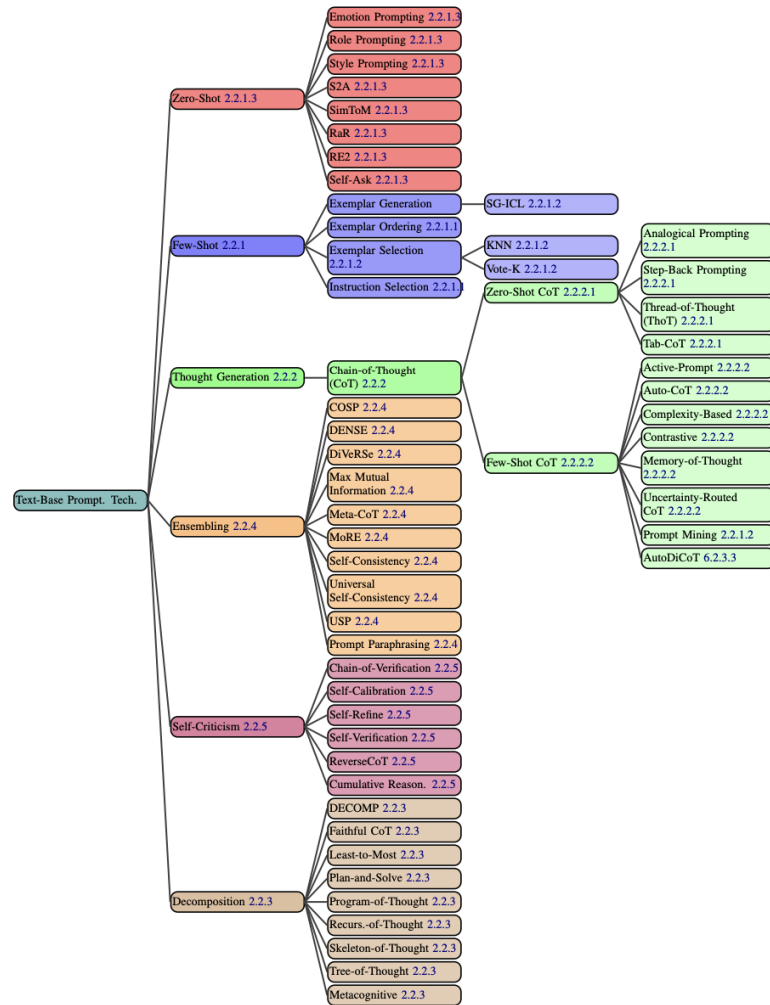 Text-Base Prompt. Tech.
Zero-Shot 2.2.1.3
Emotion Prompting 2.2.1.3
Role Prompting 2.2.1.3
Style Prompting 2.2.1.3
S2A 2.2.1.3
SimToM 2.2.1.3
RaR 2.2.1.3
RE2 2.2.1.3
Self-Ask 2.2.1.3
Few-Shot 2.2.1
Exemplar Generation
SG-ICL 2.2.1.2
Exemplar Ordering 2.2.1.1
Exemplar Selection
2.2.1.2
KNN 2.2.1.2
Vote-K 2.2.1.2
Instruction Selection 2.2.1.1
Thought Generation 2.2.2
Chain-of-Thought
(CoT) 2.2.2
Zero-Shot CoT 2.2.2.1
Analogical Prompting
2.2.2.1
Step-Back Prompting
2.2.2.1
Thread-of-Thought
(ThoT) 2.2.2.1
Tab-CoT 2.2.2.1
Few-Shot CoT 2.2.2.2
Active-Prompt 2.2.2.2
Auto-CoT 2.2.2.2
Complexity-Based 2.2.2.2
Contrastive 2.2.2.2
Memory-of-Thought
2.2.2.2
Uncertainty-Routed
CoT 2.2.2.2
Prompt Mining 2.2.1.2
AutoDiCoT 6.2.3.3
Ensembling 2.2.4
COSP 2.2.4
DENSE 2.2.4
DiVeRSe 2.2.4
Max Mutual
Information 2.2.4
Meta-CoT 2.2.4
MoRE 2.2.4
Self-Consistency 2.2.4
Universal
Self-Consistency 2.2.4
USP 2.2.4
Prompt Paraphrasing 2.2.4
Self-Criticism 2.2.5
Chain-of-Verification 2.2.5
Self-Calibration 2.2.5
Self-Refine 2.2.5
Self-Verification 2.2.5
ReverseCoT 2.2.5
Cumulative Reason. 2.2.5
Decomposition 2.2.3
DECOMP 2.2.3
Faithful CoT 2.2.3
Least-to-Most 2.2.3
Plan-and-Solve 2.2.3
Program-of-Thought 2.2.3
Recurs.-of-Thought 2.2.3
Skeleton-of-Thought 2.2.3
Tree-of-Thought 2.2.3
Metacognitive 2.2.3